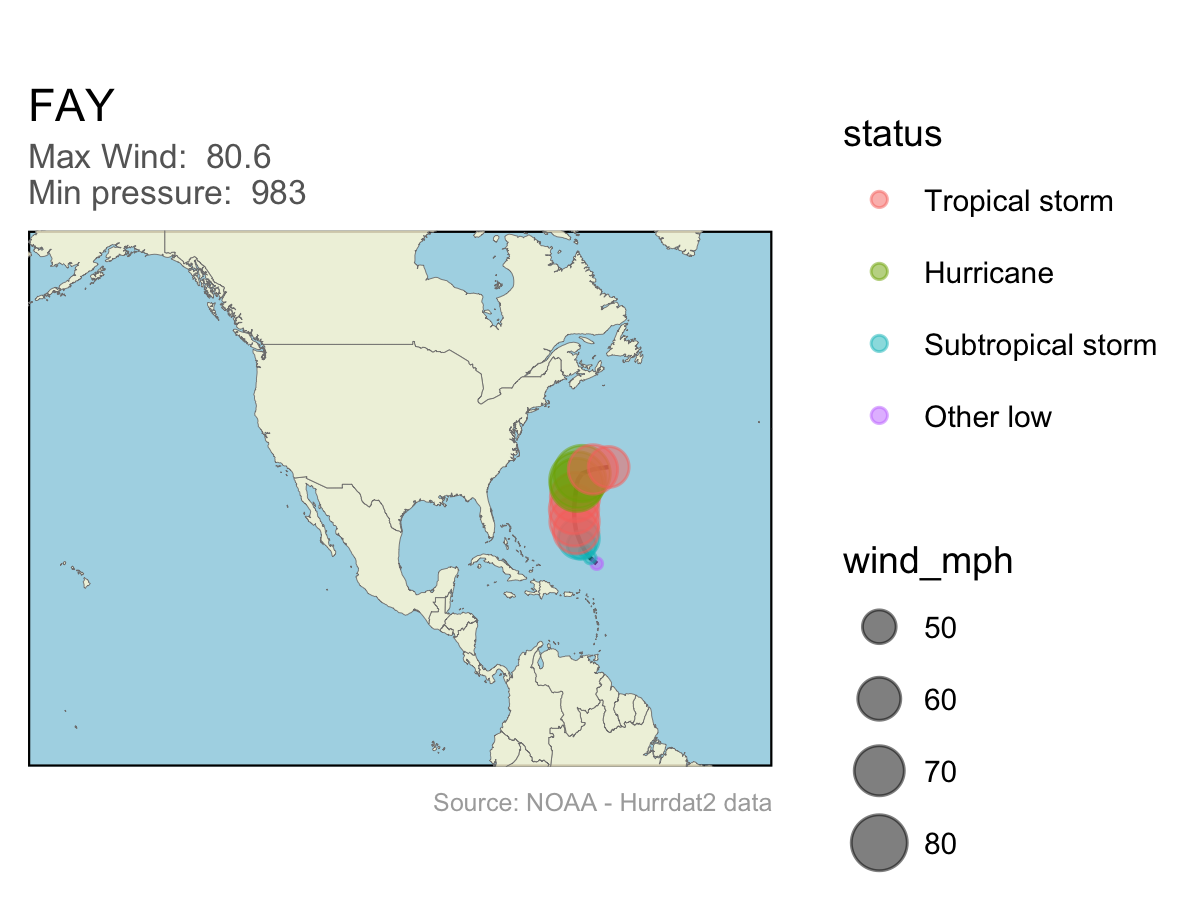 FAY
Max Wind:  80.6
Min pressure:  983
Source: NOAA - Hurrdat2 data
status
Tropical storm
Hurricane
Subtropical storm
Other low
wind_mph
50
60
70
80